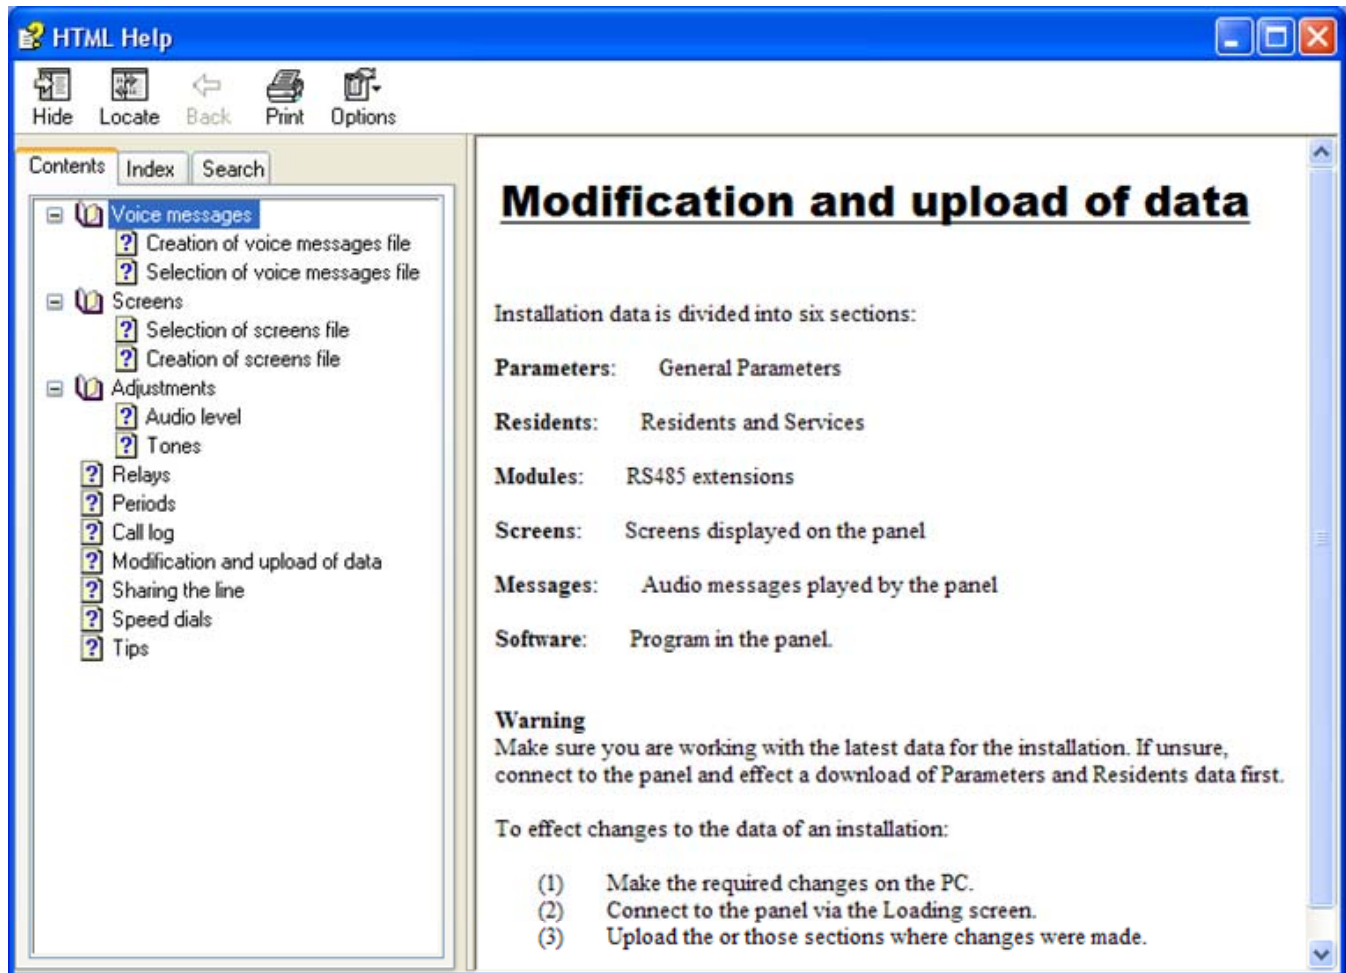 HTML Help
Hide Locate Back Print Options
Contents Index Search
Voice messages
Creation of voice messages file
Selection of voice messages file
Screens
Selection of screens file
Creation of screens file
Adjustments
Audio level
Tones
Relays
Periods
Call log
Modification and upload of data
Sharing the line
Speed dials
Tips
Modification and upload of data
Installation data is divided into six sections:
Parameters: General Parameters
Residents: Residents and Services
Modules: RS485 extensions
Screens: Screens displayed on the panel
Messages: Audio messages played by the panel
Software: Program in the panel.
Warning
Make sure you are working with the latest data for the installation. If unsure,
connect to the panel and effect a download of Parameters and Residents data first.
To effect changes to the data of an installation:
(1) Make the required changes on the PC.
(2) Connect to the panel via the Loading screen.
(3) Upload the or those sections where changes were made.